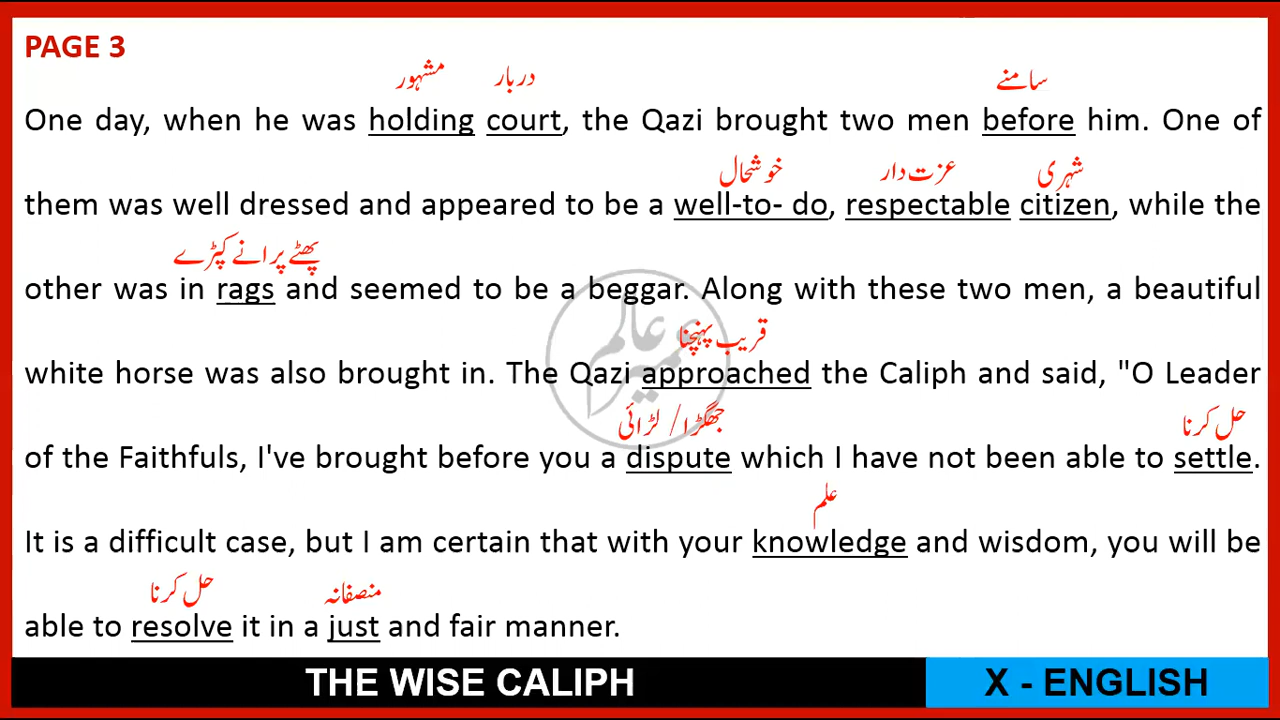 PAGE 3
مشہور دربار سامنے
One day, when he was holding court, the Qazi brought two men before him. One of
خوشحال عزت دار شہری
them was well dressed and appeared to be a well-to- do, respectable citizen, while the
پھٹے پرانے کپڑے
other was in rags and seemed to be a beggar. Along with these two men, a beautiful
قریب پہنچنا
white horse was also brought in. The Qazi approached the Caliph and said, "O Leader
جھگڑا / لڑائی حل کرنا
of the Faithfuls, I've brought before you a dispute which I have not been able to settle.
علم
It is a difficult case, but I am certain that with your knowledge and wisdom, you will be
حل کرنا منصفانہ
able to resolve it in a just and fair manner.
THE WISE CALIPH
X - ENGLISH